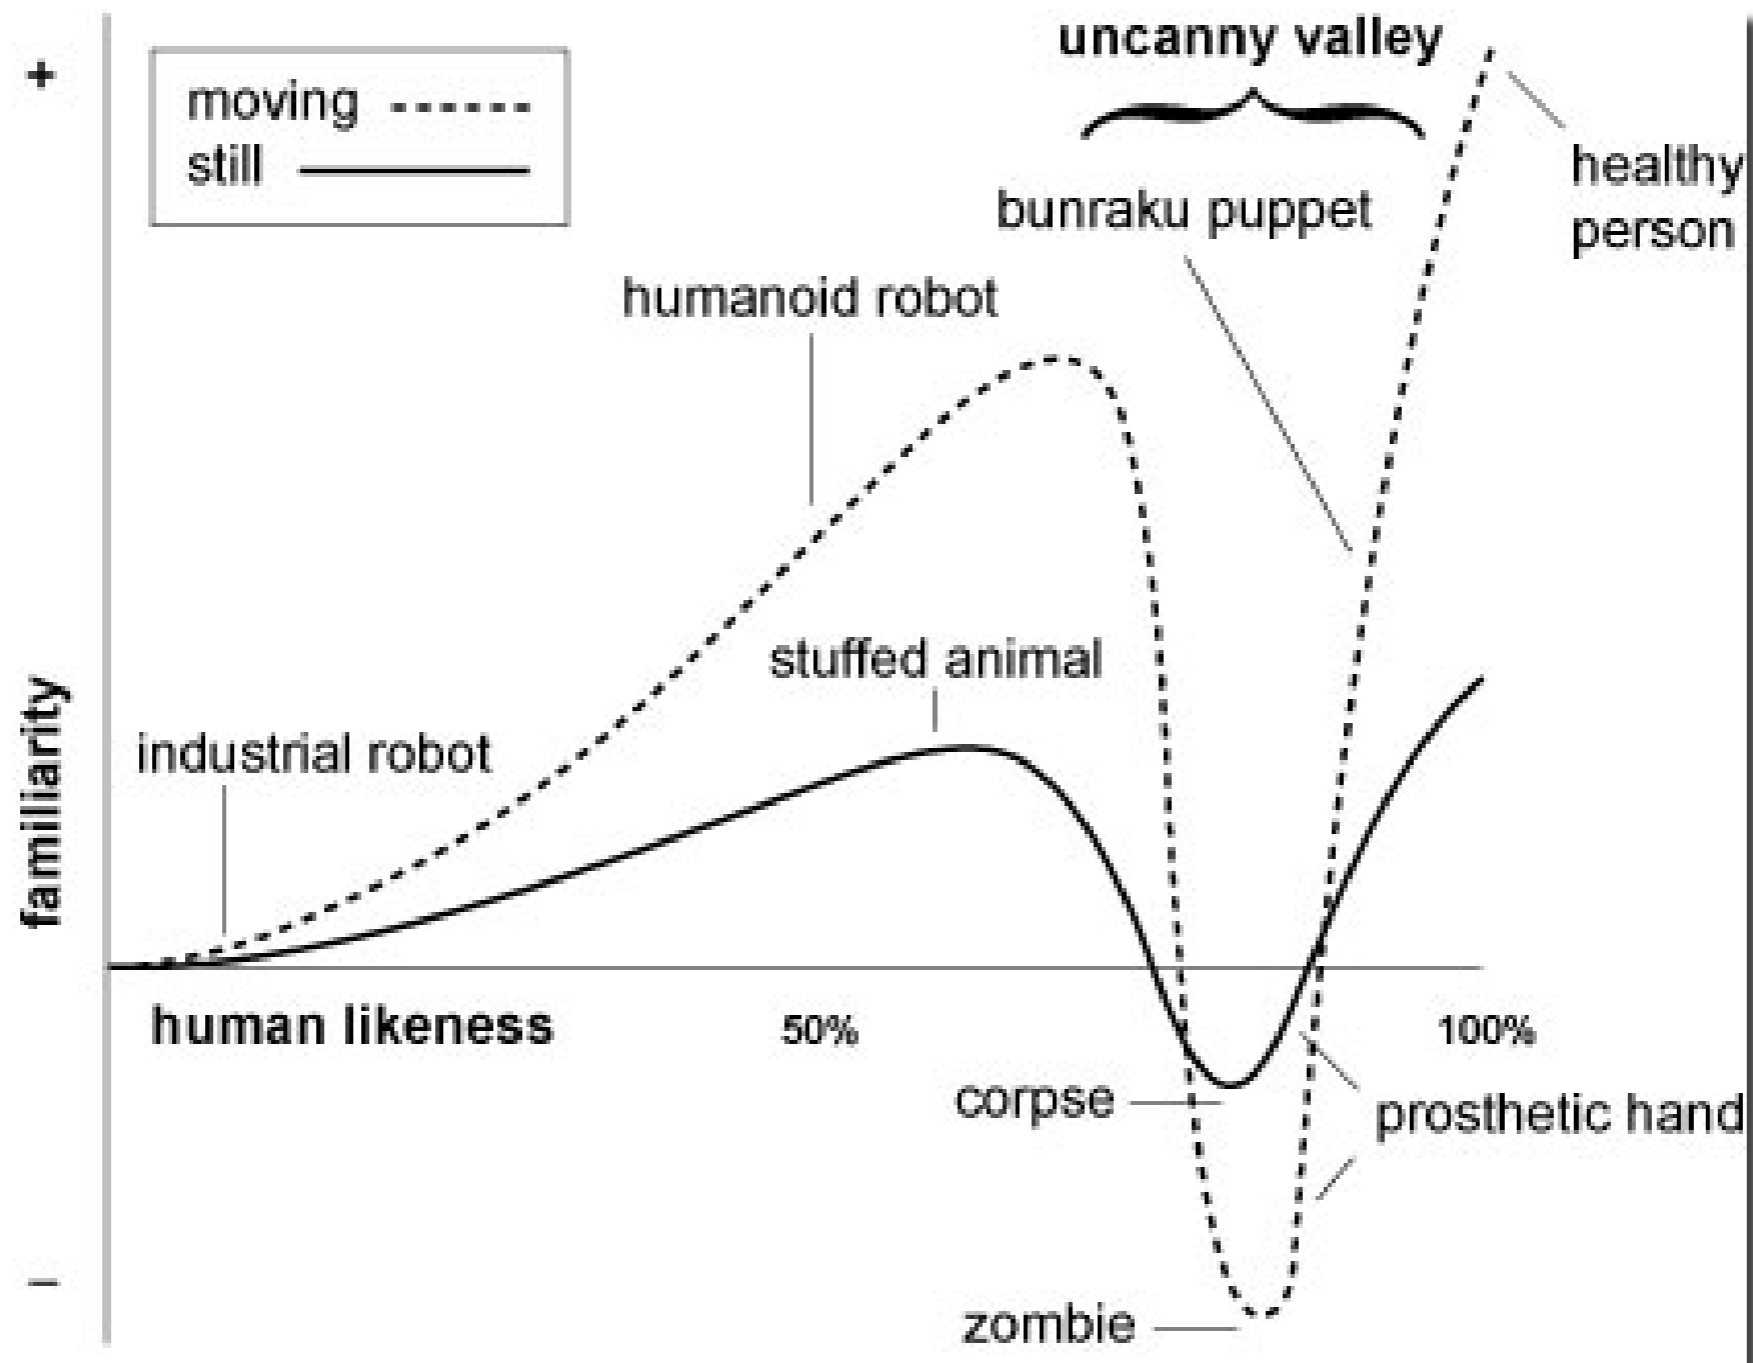 uncanny valley
+
moving
still
healthy
person
bunraku puppet
humanoid robot
stuffed animal
industrial robot
familiarity
human likeness
50%
100%
corpse
prosthetic hand
–
zombie